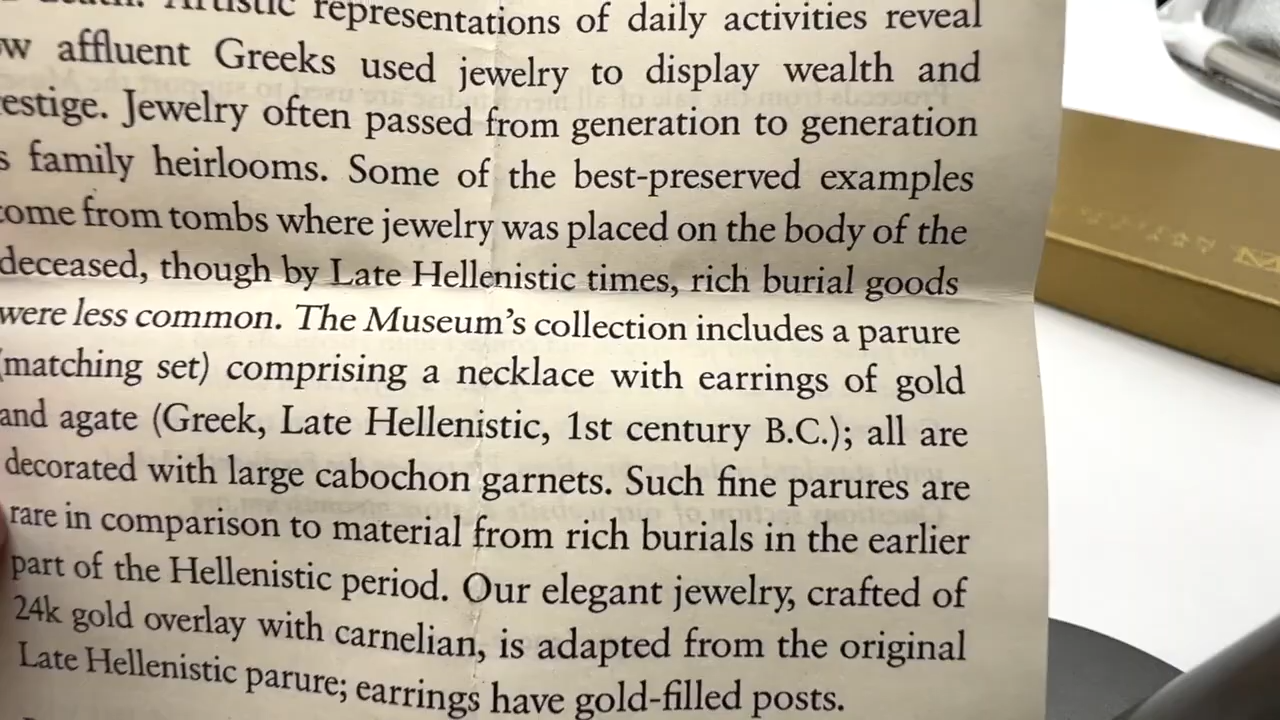 death. Artistic representations of daily activities reveal
affluent Greeks used jewelry to display wealth and
estige. Jewelry often passed from generation to generation
s family heirlooms. Some of the best-preserved examples
come from tombs where jewelry was placed on the body of the
deceased, though by Late Hellenistic times, rich burial goods
were less common. The Museum's collection includes a parure
(matching set) comprising a necklace with earrings of gold
and agate (Greek, Late Hellenistic, 1st century B.C.); all are
decorated with large cabochon garnets. Such fine parures are
rare in comparison to material from rich burials in the earlier
part of the Hellenistic period. Our elegant jewelry, crafted of
24k gold overlay with carnelian, is adapted from the original
Late Hellenistic parure; earrings have gold-filled posts.